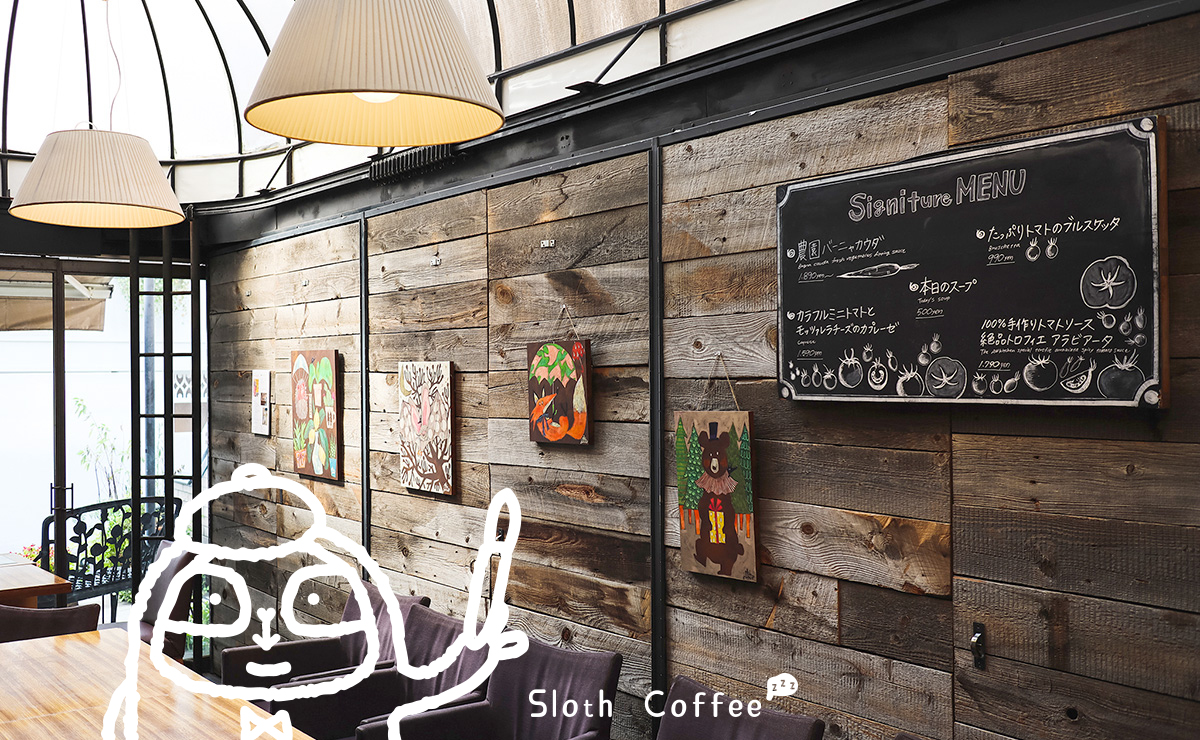 Signiture MENU
農園バーニャカウダ
1.890yen〜
たっぷりトマトのブルスケッタ
990yen
本日のスープ
Today's soup
500yen
カラフルミニトマトと
モッツァレラチーズのカプレーゼ
Caprese
1.590yen
100%手作りトマトソース
絶品トロフィエ アラビアータ
1.790yen
Sloth Coffee
z z z